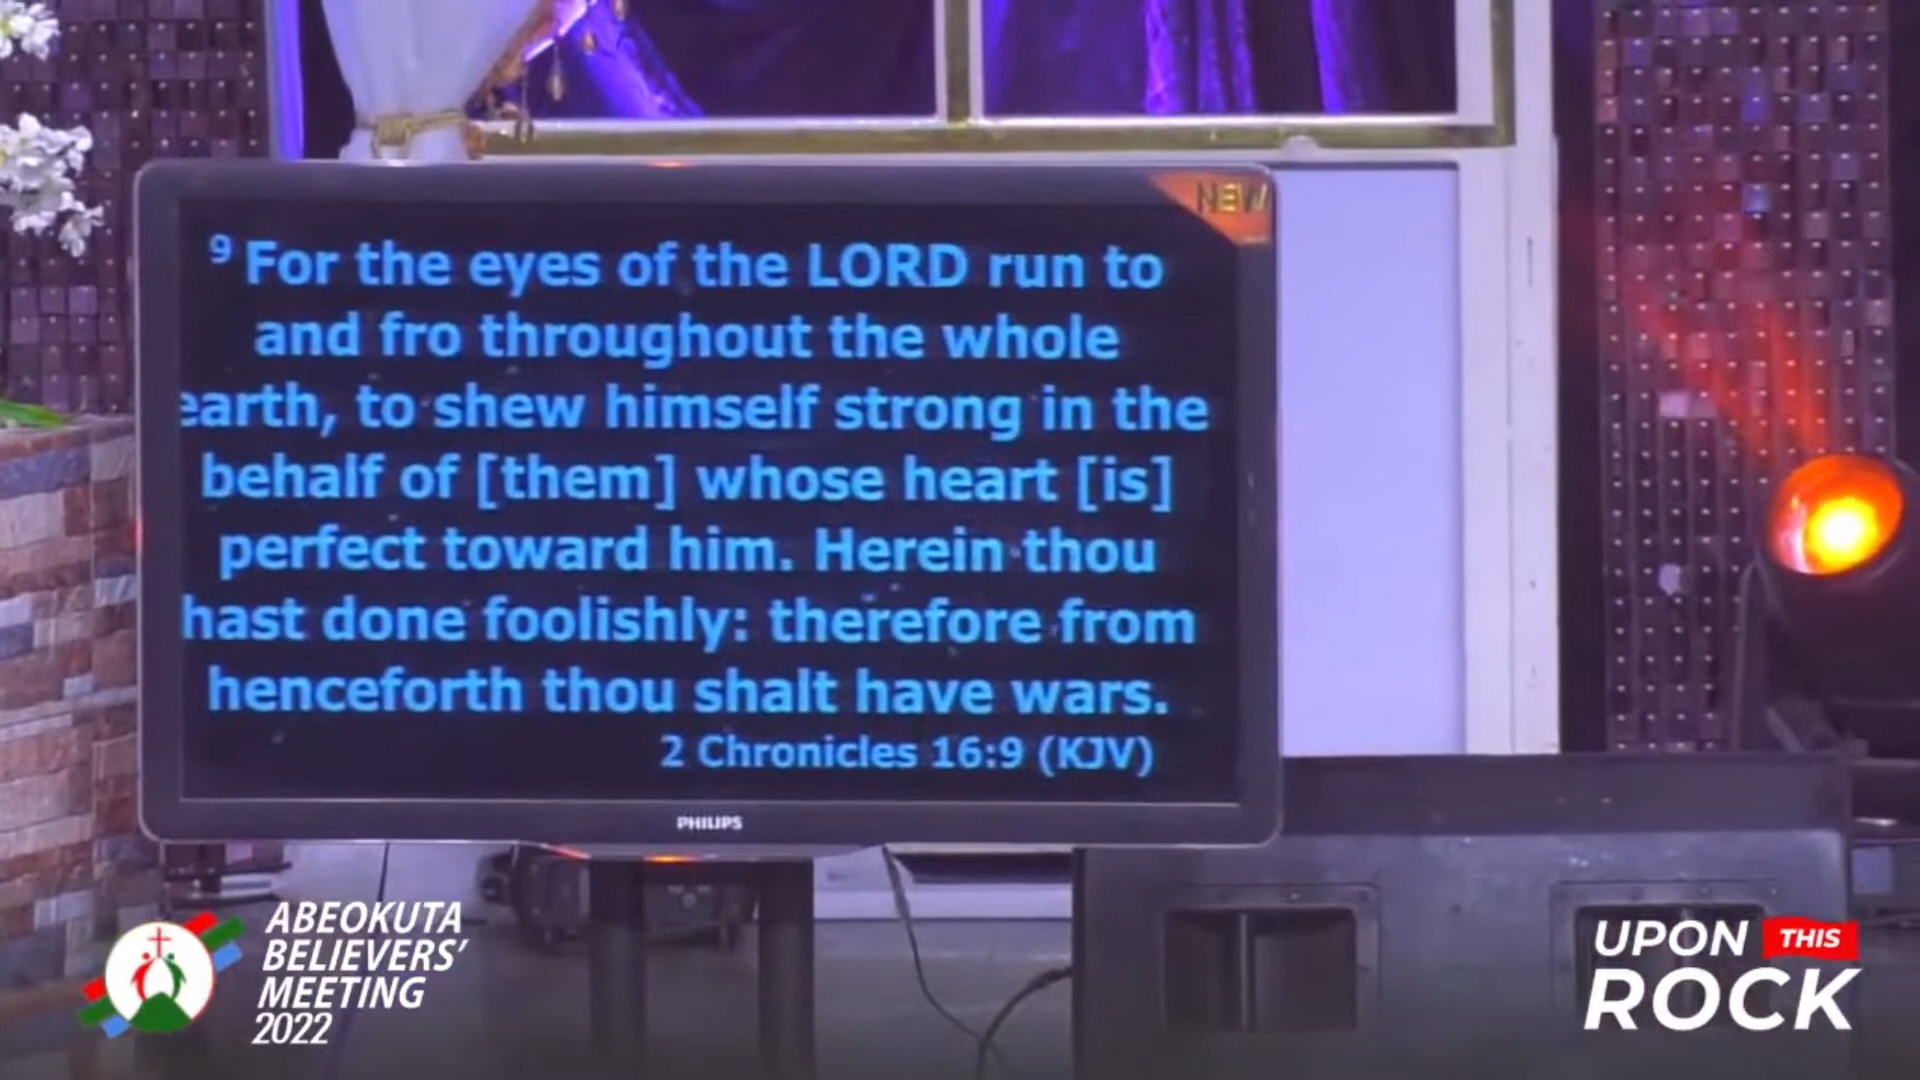 NEW
9 For the eyes of the LORD run to
and fro throughout the whole
earth, to shew himself strong in the
behalf of [them] whose heart [is]
perfect toward him. Herein thou
hast done foolishly: therefore from
henceforth thou shalt have wars.
2 Chronicles 16:9 (KJV)
PHILIPS
ABEOKUTA
BELIEVERS'
MEETING
2022
UPON THIS
ROCK